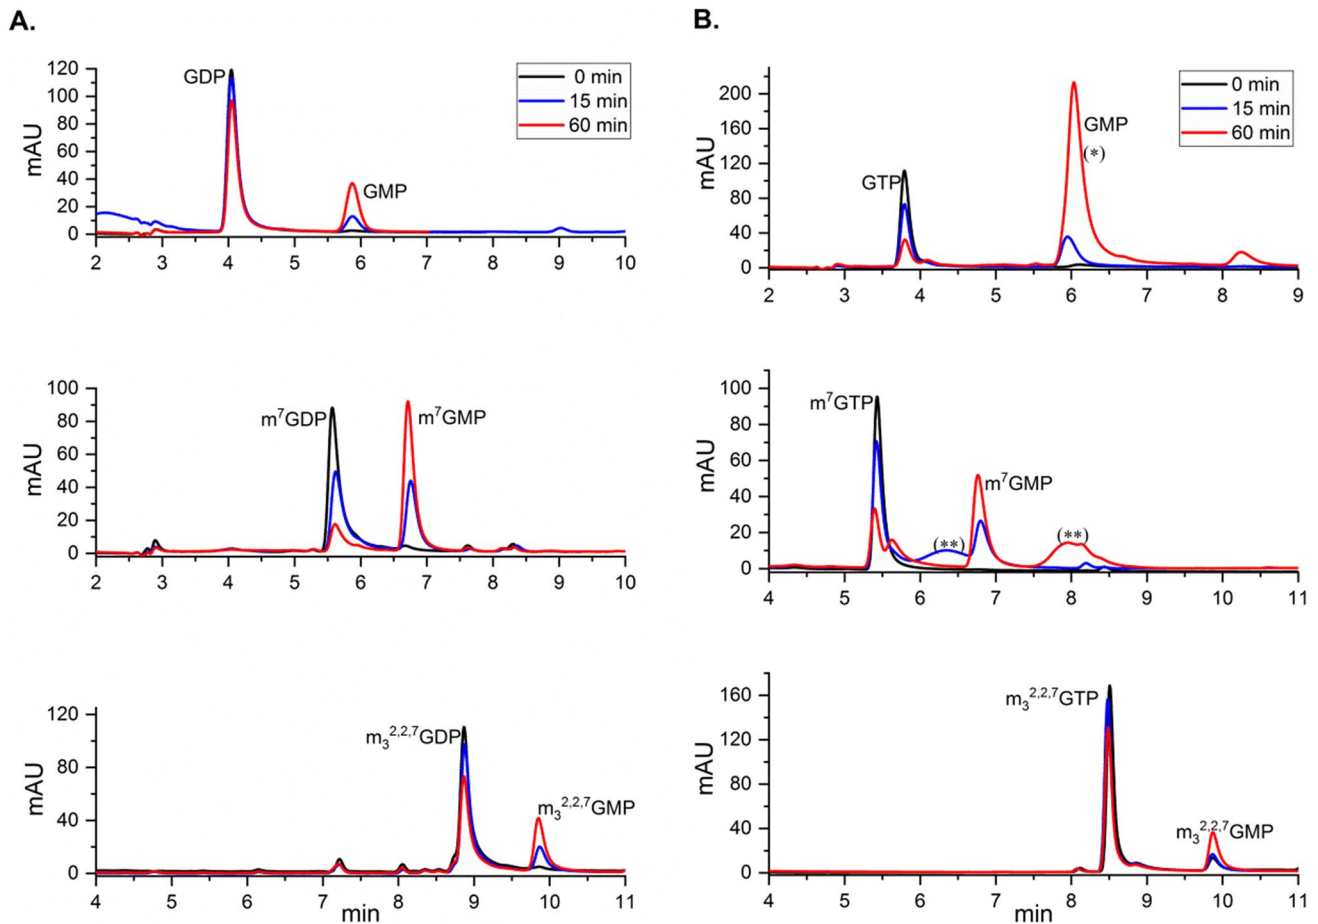 A.
B.
GDP
GMP
0 min
15 min
60 min
mAU
120
100
80
60
40
20
0
2 3 4 5 6 7 8 9 10
GTP
GMP
(*)
0 min
15 min
60 min
mAU
200
160
120
80
40
0
2 3 4 5 6 7 8 9
m⁷GDP
m⁷GMP
mAU
100
80
60
40
20
0
2 3 4 5 6 7 8 9 10
m⁷GTP
m⁷GMP
(**)
(**)
mAU
100
80
60
40
20
0
4 5 6 7 8 9 10 11
m₃²,²,⁷GDP
m₃²,²,⁷GMP
mAU
120
80
40
0
4 5 6 7 8 9 10 11
min
m₃²,²,⁷GTP
m₃²,²,⁷GMP
mAU
160
120
80
40
0
4 5 6 7 8 9 10 11
min